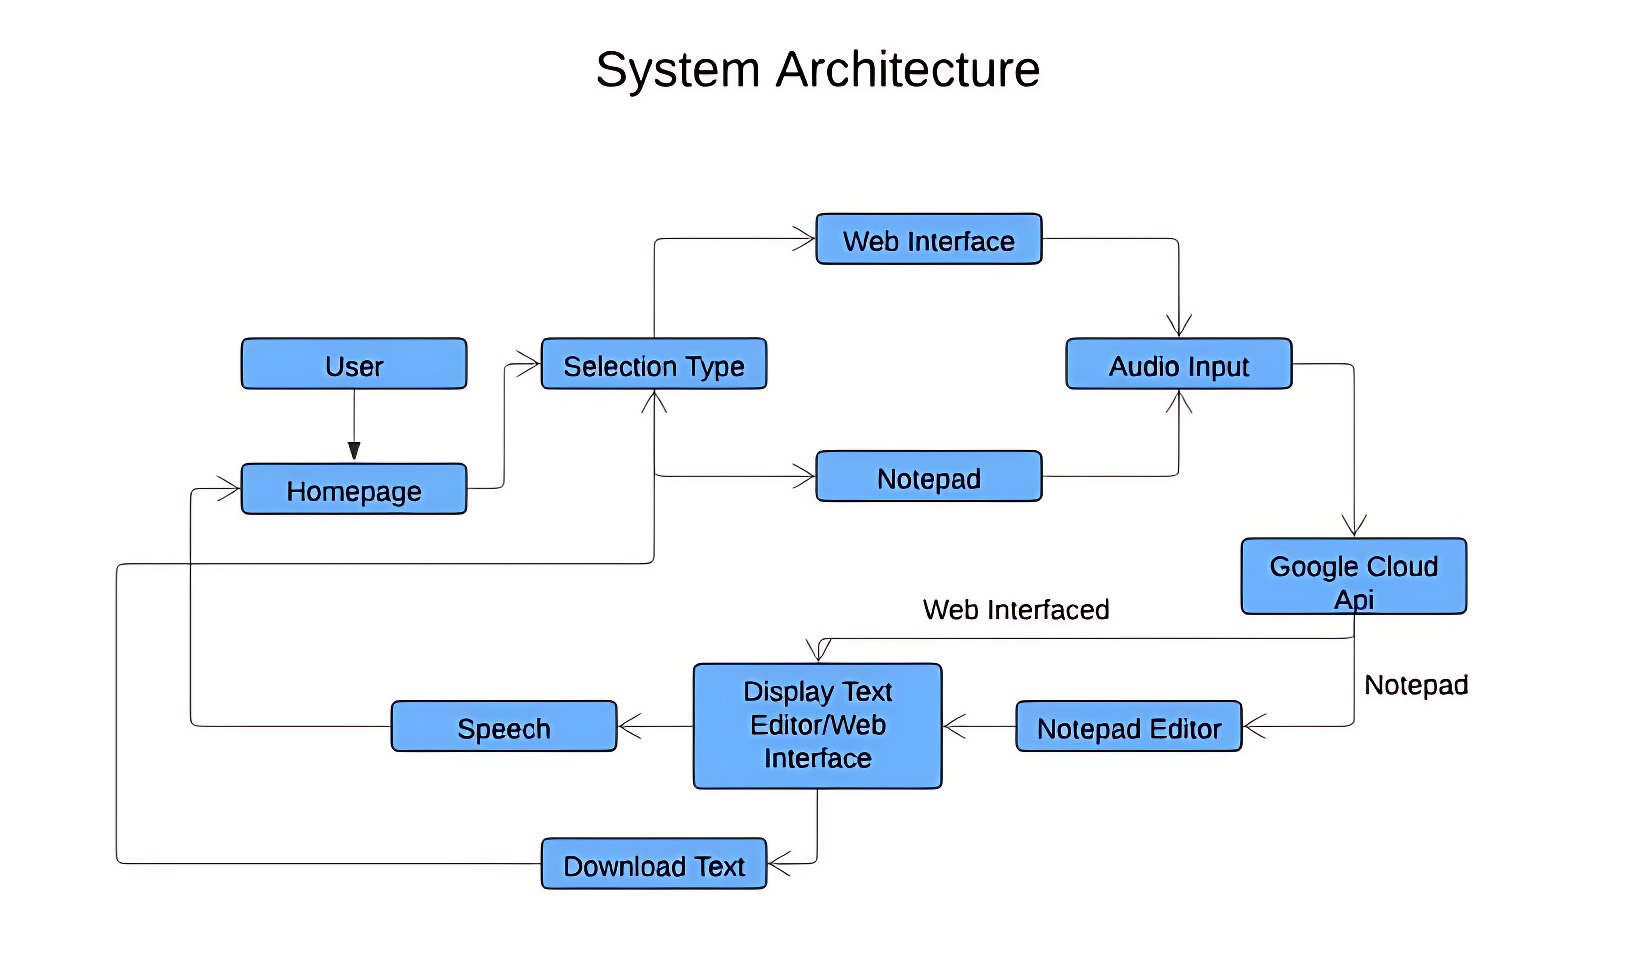 System Architecture
Web Interface
User
Selection Type
Audio Input
Homepage
Notepad
Google Cloud
Api
Web Interfaced
Notepad
Display Text
Editor/Web
Interface
Speech
Notepad Editor
Download Text